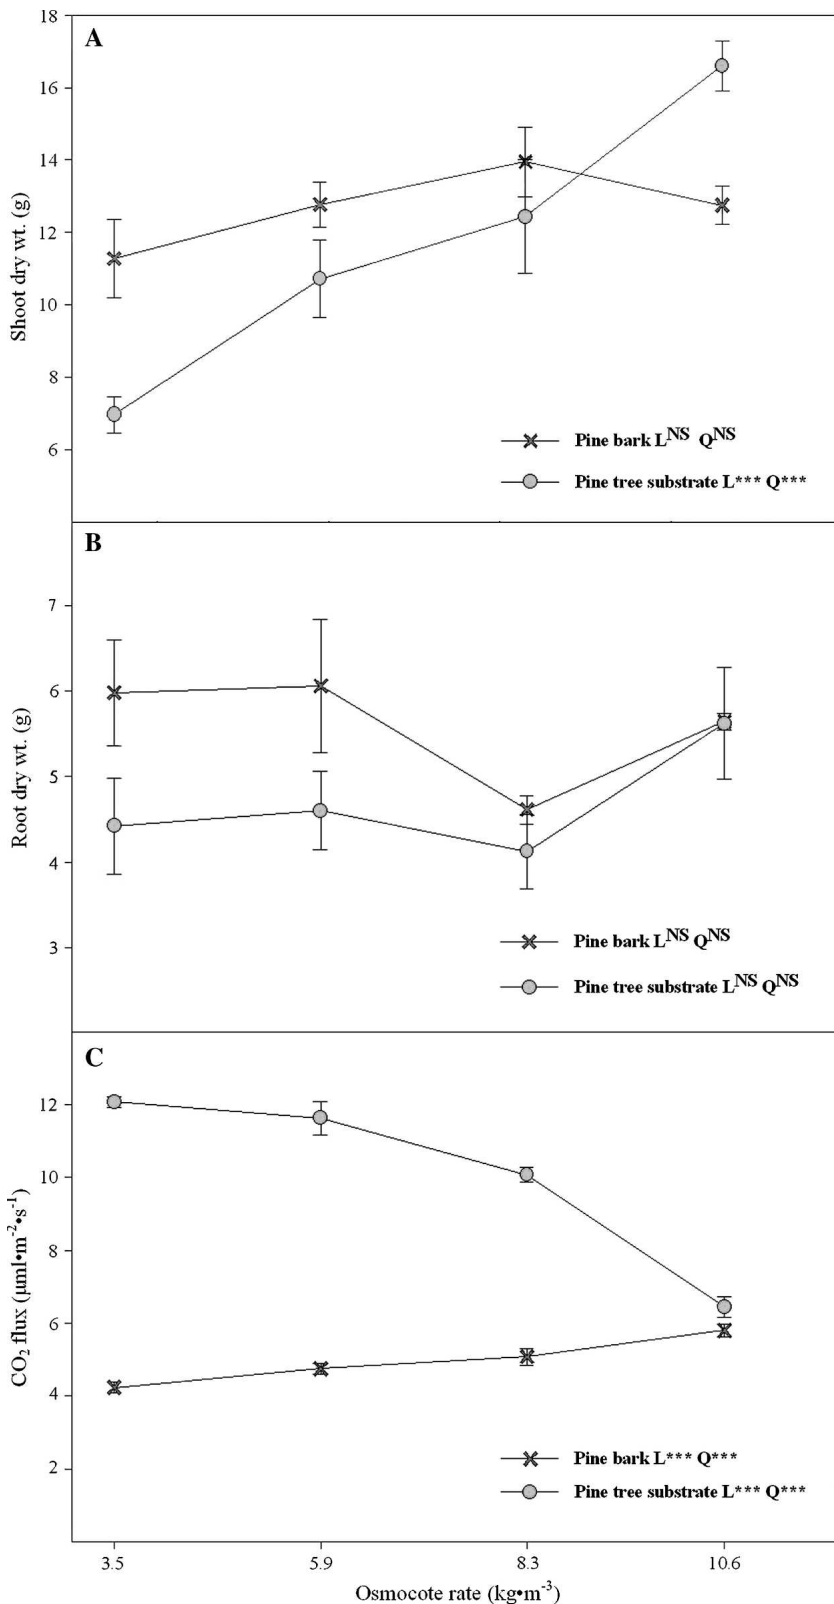 A
18
16
14
12
10
8
6
Shoot dry wt. (g)
Pine bark L^NS Q^NS
Pine tree substrate L*** Q***
B
7
6
5
4
3
Root dry wt. (g)
Pine bark L^NS Q^NS
Pine tree substrate L^NS Q^NS
C
12
10
8
6
4
2
CO₂ flux (µml•m⁻²•s⁻¹)
Pine bark L*** Q***
Pine tree substrate L*** Q***
3.5 5.9 8.3 10.6
Osmocote rate (kg•m⁻³)